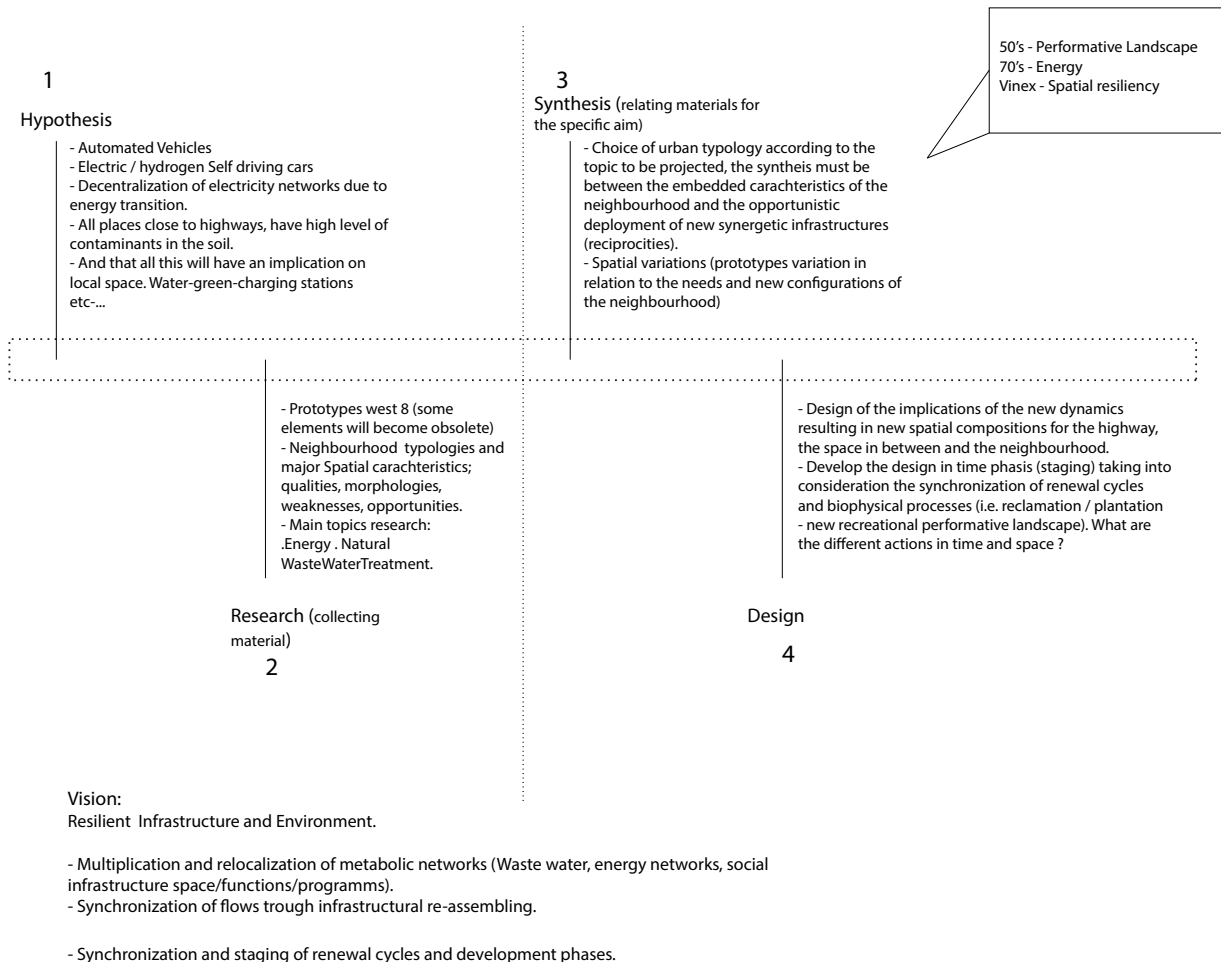 1
Hypothesis
- Automated Vehicles
- Electric / hydrogen Self driving cars
- Decentralization of electricity networks due to
energy transition.
- All places close to highways, have high level of
contaminants in the soil.
- And that all this will have an implication on
local space. Water-green-charging stations
etc-...
- Prototypes west 8 (some
elements will become obsolete)
- Neighbourhood typologies and
major Spatial carachteristics;
qualities, morphologies,
weaknesses, opportunities.
- Main topics research:
.Energy . Natural
WasteWaterTreatment.
Research (collecting
material)
2
3
Synthesis (relating materials for
the specific aim)
- Choice of urban typology according to the
topic to be projected, the syntheis must be
between the embedded carachteristics of the
neighbourhood and the opportunistic
deployment of new synergetic infrastructures
(reciprocities).
- Spatial variations (prototypes variation in
relation to the needs and new configurations of
the neighbourhood)
50's - Performative Landscape
70's - Energy
Vinex - Spatial resiliency
- Design of the implications of the new dynamics
resulting in new spatial compositions for the highway,
the space in between and the neighbourhood.
- Develop the design in time phasis (staging) taking into
consideration the synchronization of renewal cycles
and biophysical processes (i.e. reclamation / plantation
- new recreational performative landscape). What are
the different actions in time and space ?
Design
4
Vision:
Resilient Infrastructure and Environment.
- Multiplication and relocalization of metabolic networks (Waste water, energy networks, social
infrastructure space/functions/programms).
- Synchronization of flows trough infrastructural re-assembling.
- Synchronization and staging of renewal cycles and development phases.